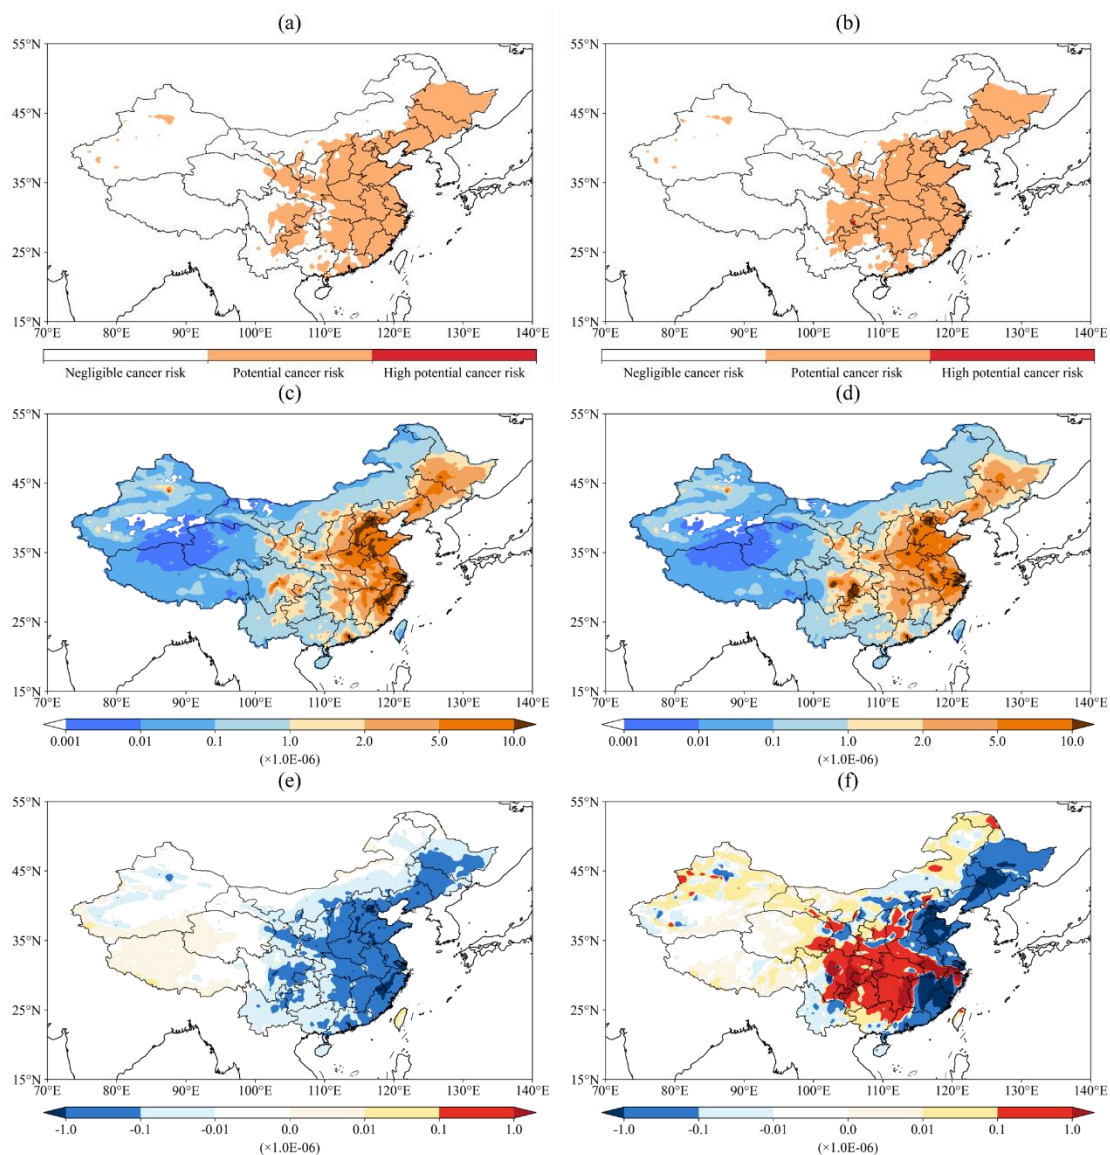 (a) (b)
55°N 55°N
45°N 45°N
35°N 35°N
25°N 25°N
15°N 15°N
70°E 80°E 90°E 100°E 110°E 120°E 130°E 140°E 70°E 80°E 90°E 100°E 110°E 120°E 130°E 140°E
Negligible cancer risk Potential cancer risk High potential cancer risk Negligible cancer risk Potential cancer risk High potential cancer risk
(c) (d)
55°N 55°N
45°N 45°N
35°N 35°N
25°N 25°N
15°N 15°N
70°E 80°E 90°E 100°E 110°E 120°E 130°E 140°E 70°E 80°E 90°E 100°E 110°E 120°E 130°E 140°E
0.001 0.01 0.1 1.0 2.0 5.0 10.0 0.001 0.01 0.1 1.0 2.0 5.0 10.0
(×1.0E-06) (×1.0E-06)
(e) (f)
55°N 55°N
45°N 45°N
35°N 35°N
25°N 25°N
15°N 15°N
70°E 80°E 90°E 100°E 110°E 120°E 130°E 140°E 70°E 80°E 90°E 100°E 110°E 120°E 130°E 140°E
-1.0 -0.1 -0.01 0.0 0.01 0.1 1.0 -1.0 -0.1 -0.01 0.0 0.01 0.1 1.0
(×1.0E-06) (×1.0E-06)